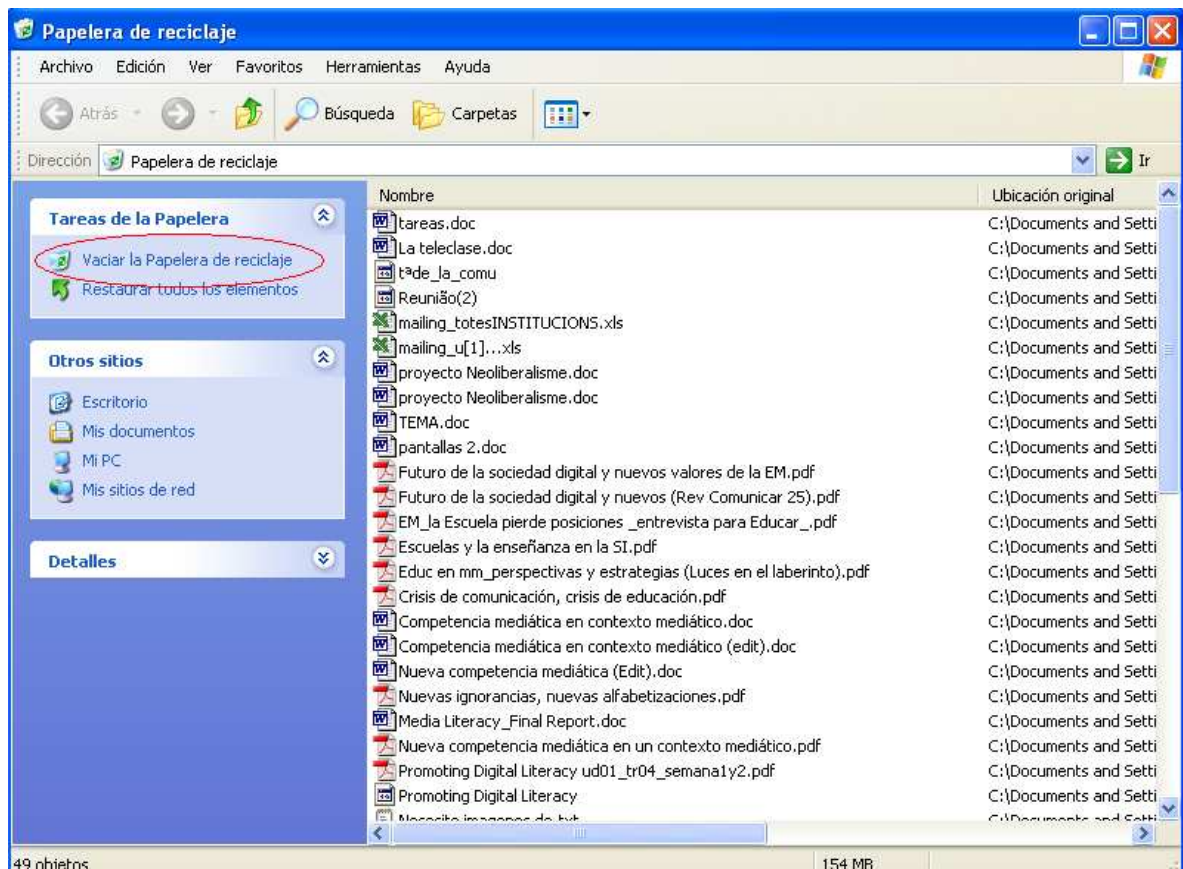 Papelera de reciclaje
Archivo Edición Ver Favoritos Herramientas Ayuda
Atrás Búsqueda Carpetas
Dirección Papelera de reciclaje Ir
Tareas de la Papelera
Vaciar la Papelera de reciclaje
Restaurar todos los elementos
Otros sitios
Escritorio
Mis documentos
Mi PC
Mis sitios de red
Detalles
Nombre Ubicación original
tareas.doc C:\Documents and Setti
La teleclase.doc C:\Documents and Setti
tªde_la_comu C:\Documents and Setti
Reunião(2) C:\Documents and Setti
mailing_totesINSTITUCIONS.xls C:\Documents and Setti
mailing_u[1]...xls C:\Documents and Setti
proyecto Neoliberalisme.doc C:\Documents and Setti
proyecto Neoliberalisme.doc C:\Documents and Setti
TEMA.doc C:\Documents and Setti
pantallas 2.doc C:\Documents and Setti
Futuro de la sociedad digital y nuevos valores de la EM.pdf C:\Documents and Setti
Futuro de la sociedad digital y nuevos (Rev Comunicar 25).pdf C:\Documents and Setti
EM_la Escuela pierde posiciones _entrevista para Educar_.pdf C:\Documents and Setti
Escuelas y la enseñanza en la SI.pdf C:\Documents and Setti
Educ en mm_perspectivas y estrategias (Luces en el laberinto).pdf C:\Documents and Setti
Crisis de comunicación, crisis de educación.pdf C:\Documents and Setti
Competencia mediática en contexto mediático.doc C:\Documents and Setti
Competencia mediática en contexto mediático (edit).doc C:\Documents and Setti
Nueva competencia mediática (Edit).doc C:\Documents and Setti
Nuevas ignorancias, nuevas alfabetizaciones.pdf C:\Documents and Setti
Media Literacy_Final Report.doc C:\Documents and Setti
Nueva competencia mediática en un contexto mediático.pdf C:\Documents and Setti
Promoting Digital Literacy ud01_tr04_semana1y2.pdf C:\Documents and Setti
Promoting Digital Literacy C:\Documents and Setti
Necesito imagenes de.txt C:\Documents and Setti
49 objetos 154 MB